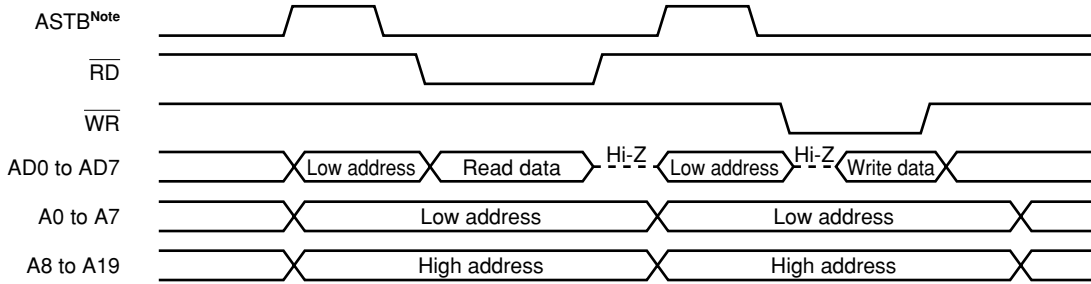 ASTBNote
RD
WR
AD0 to AD7 Low address Read data Hi-Z Low address Hi-Z Write data
A0 to A7 Low address Low address
A8 to A19 High address High address